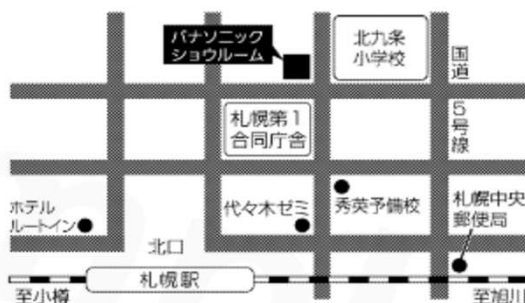 パナソニック
ショウルーム
北九条
小学校
国道
5号線
札幌第1
合同庁舎
ホテル
ルートイン
代々木ゼミ
秀英予備校
札幌中央
郵便局
北口
札幌駅
至小樽
至旭川